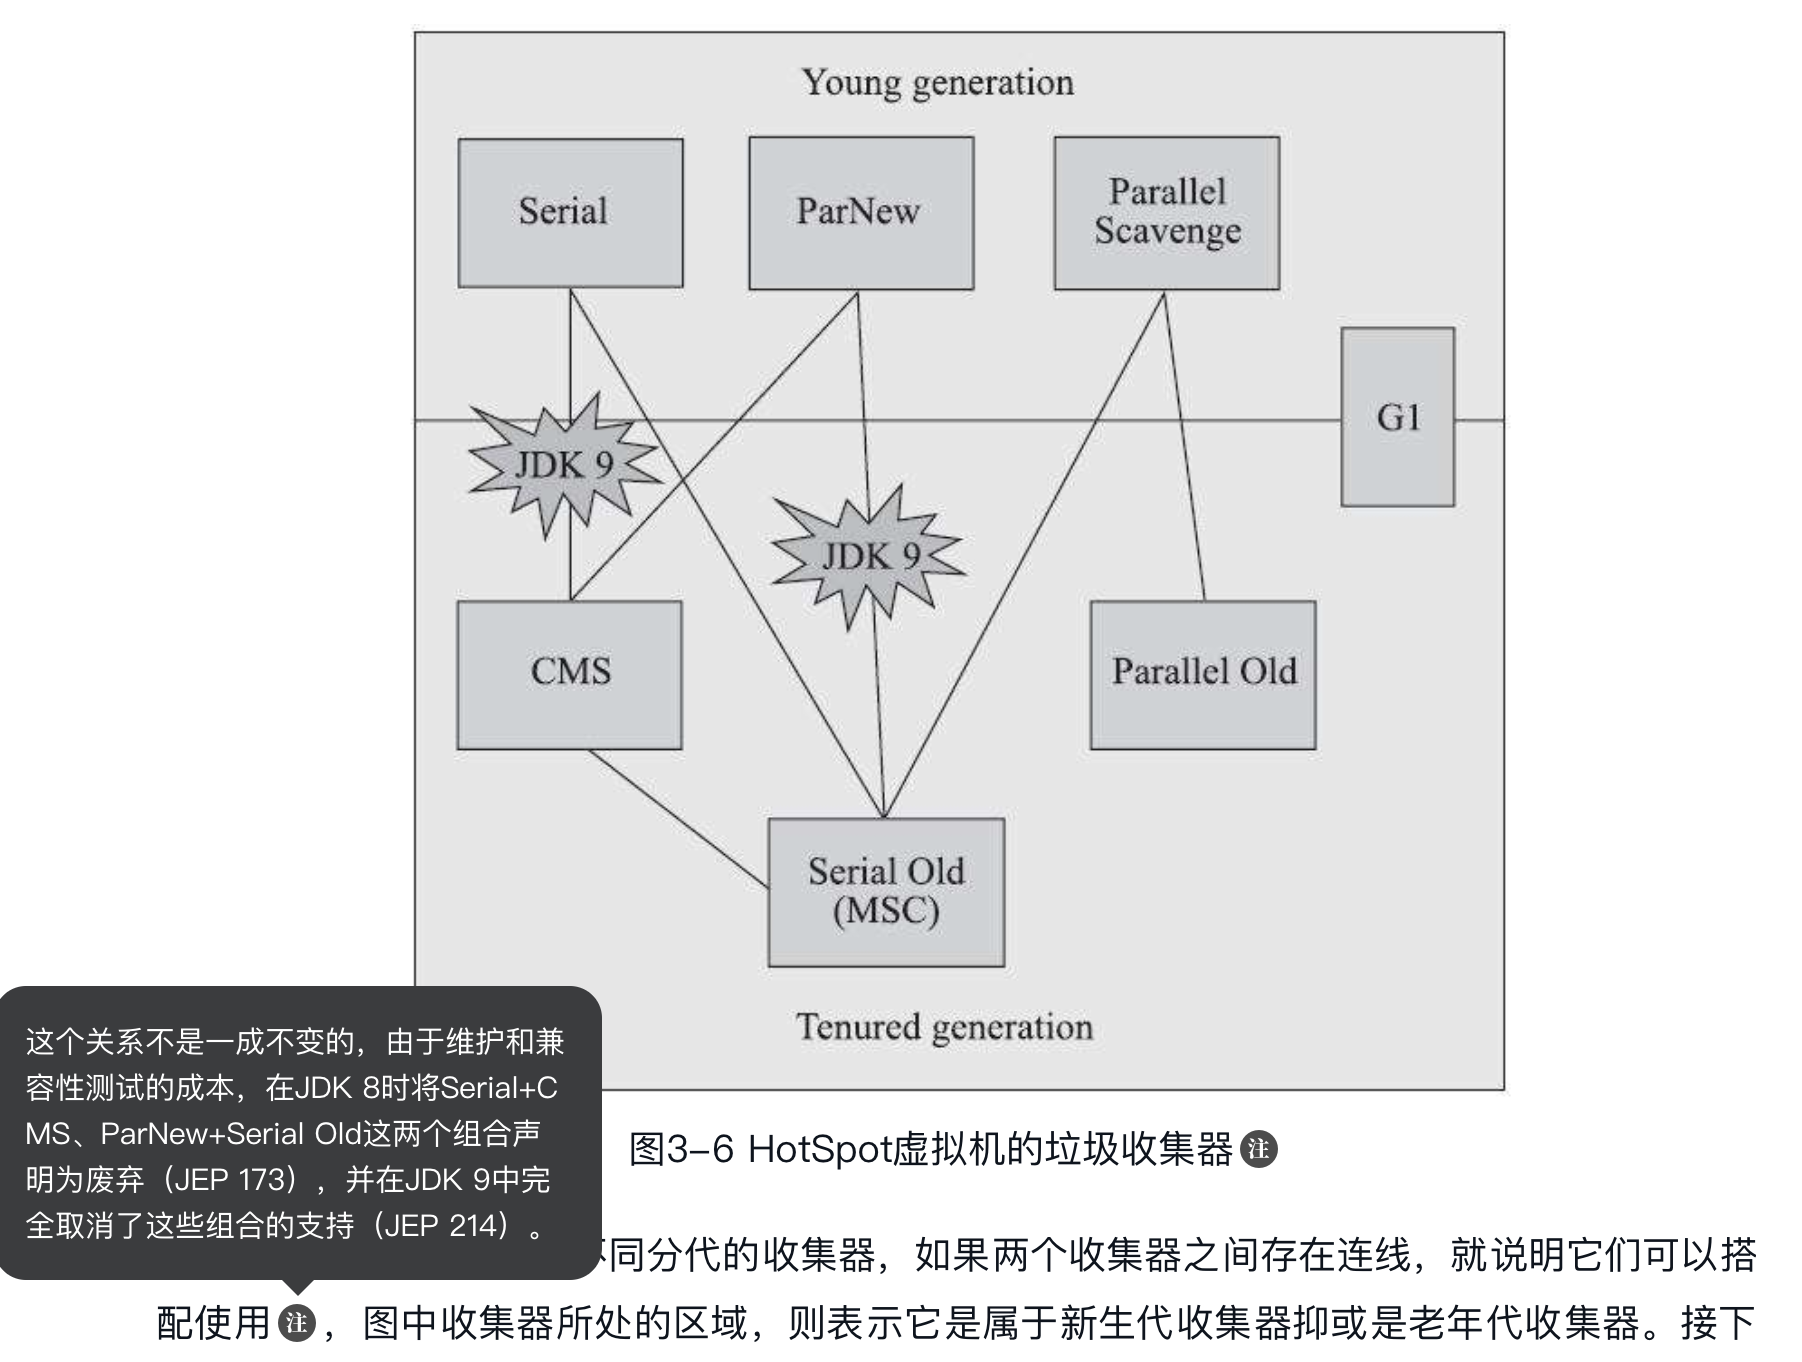 Young generation
Serial
ParNew
Parallel
Scavenge
G1
JDK 9
JDK 9
CMS
Parallel Old
Serial Old
(MSC)
Tenured generation
这个关系不是一成不变的，由于维护和兼
容性测试的成本，在JDK 8时将Serial+C
MS、ParNew+Serial Old这两个组合声
明为废弃（JEP 173），并在JDK 9中完
全取消了这些组合的支持（JEP 214）。
图3-6 HotSpot虚拟机的垃圾收集器 注
不同分代的收集器，如果两个收集器之间存在连线，就说明它们可以搭
配使用 注 ，图中收集器所处的区域，则表示它是属于新生代收集器抑或是老年代收集器。接下